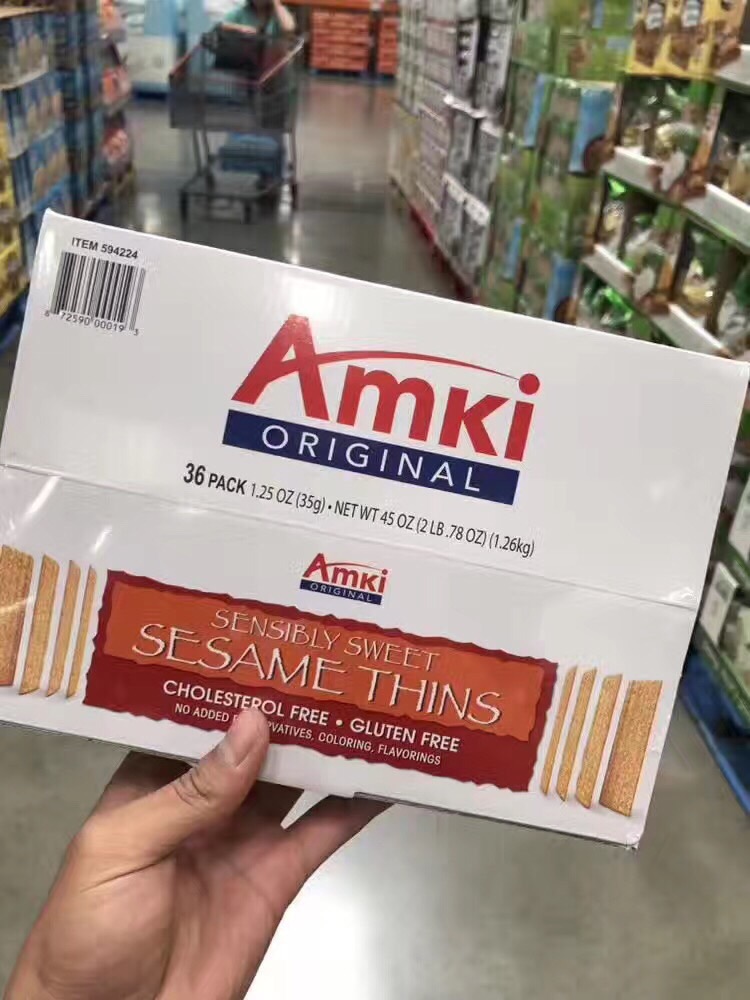 ITEM 594224
8 72590 00019 3
Amki
ORIGINAL
36 PACK 1.25 OZ (35g) • NET WT 45 OZ (2 LB .78 OZ) (1.26kg)
Amki
ORIGINAL
SENSIBLY SWEET
SESAME THINS
CHOLESTEROL FREE • GLUTEN FREE
NO ADDED VATIVES, COLORING, FLAVORINGS